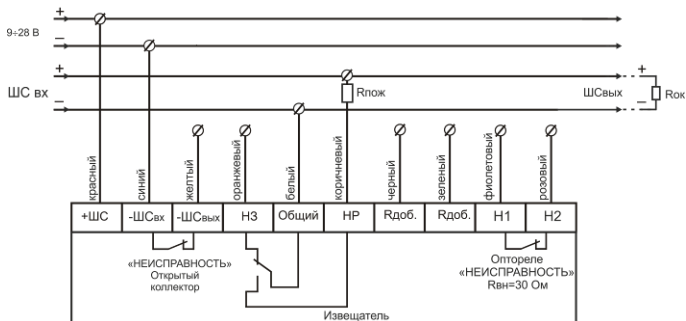 +
9÷28 В
–
+
+
ШС вх
Rпож
ШСвых
Rок
–
–
красный
синий
желтый
оранжевый
белый
коричневый
черный
зеленый
фиолетовый
розовый
+ШС
-ШСвх
-ШСвых
НЗ
Общий
НР
Rдоб.
Rдоб.
Н1
Н2
«НЕИСПРАВНОСТЬ»
Открытый
коллектор
Оптореле
«НЕИСПРАВНОСТЬ»
Rвн=30 Ом
Извещатель